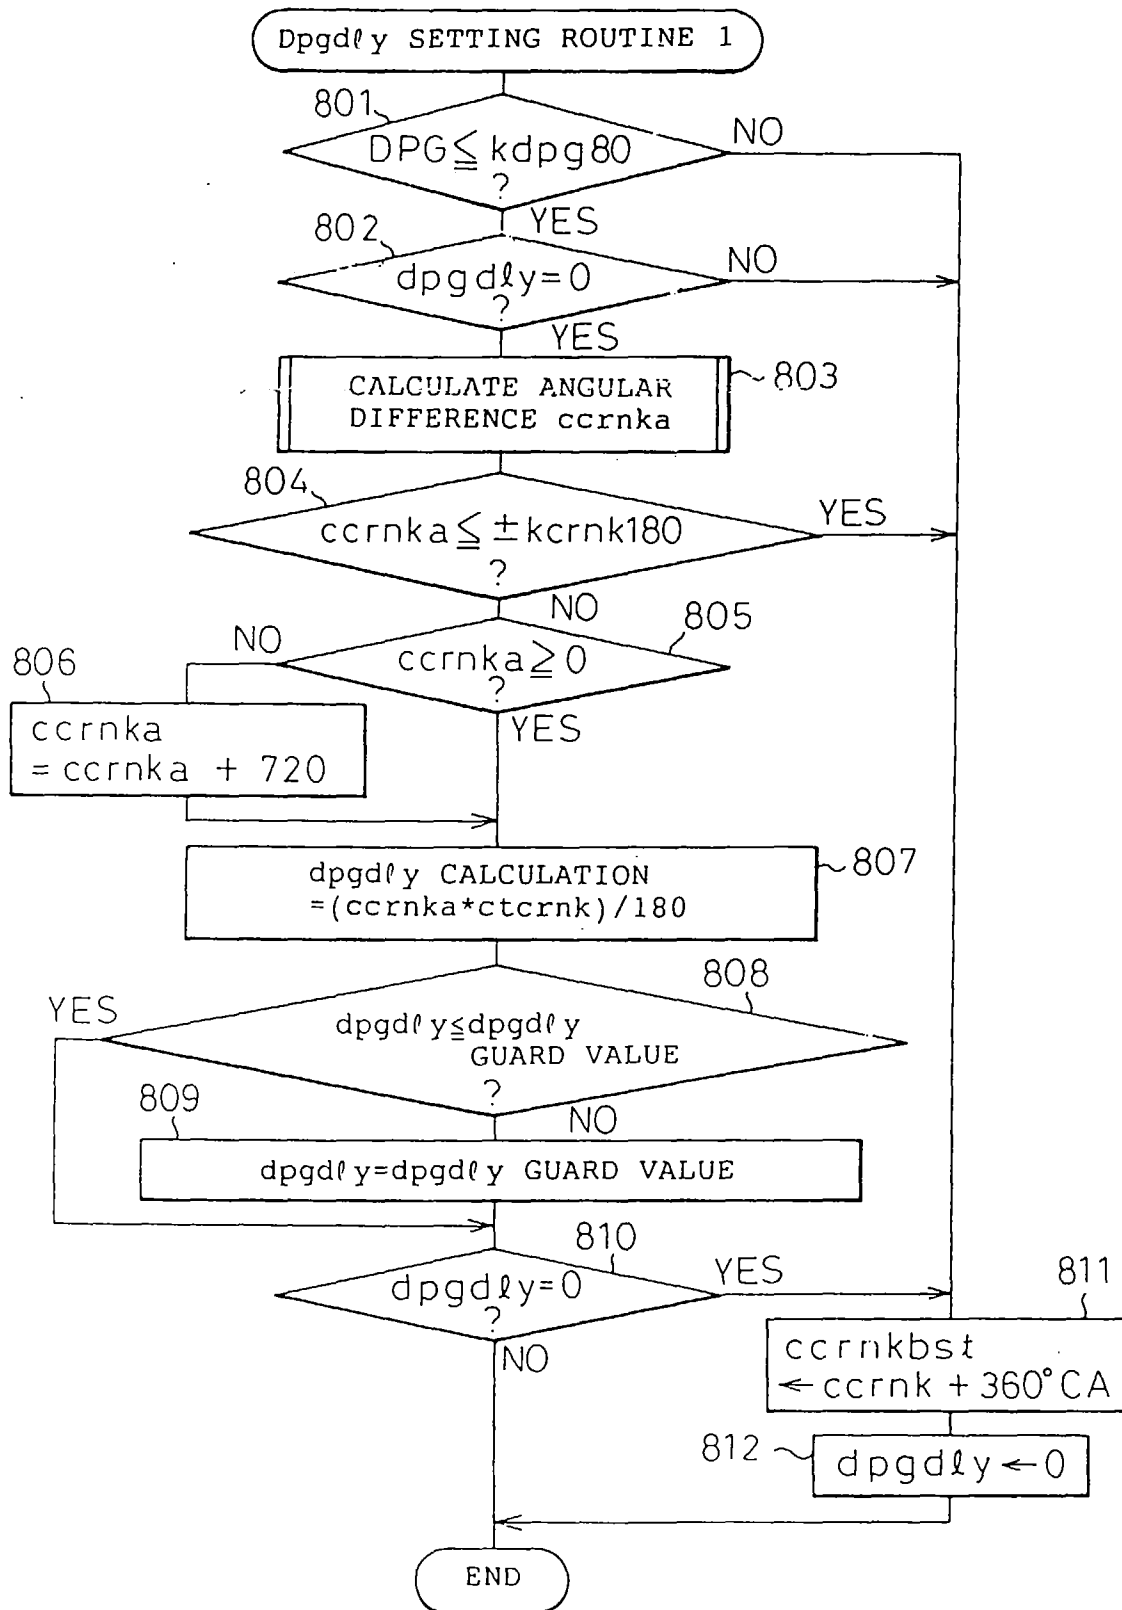 Dpgdℓy SETTING ROUTINE 1
801
DPG≦kdpg80
?
NO
YES
802
dpgdℓy=0
?
NO
YES
CALCULATE ANGULAR
DIFFERENCE ccrnka
803
804
ccrnka≦±kcrnk180
?
YES
NO
805
ccrnka≧0
?
NO
YES
806
ccrnka
=ccrnka + 720
807
dpgdℓy CALCULATION
=(ccrnka*ctcrnk)/180
808
dpgdℓy≦dpgdℓy
GUARD VALUE
?
YES
NO
809
dpgdℓy=dpgdℓy GUARD VALUE
810
dpgdℓy=0
?
YES
NO
811
ccrnkbst
←ccrnk+360°CA
812
dpgdℓy←0
END